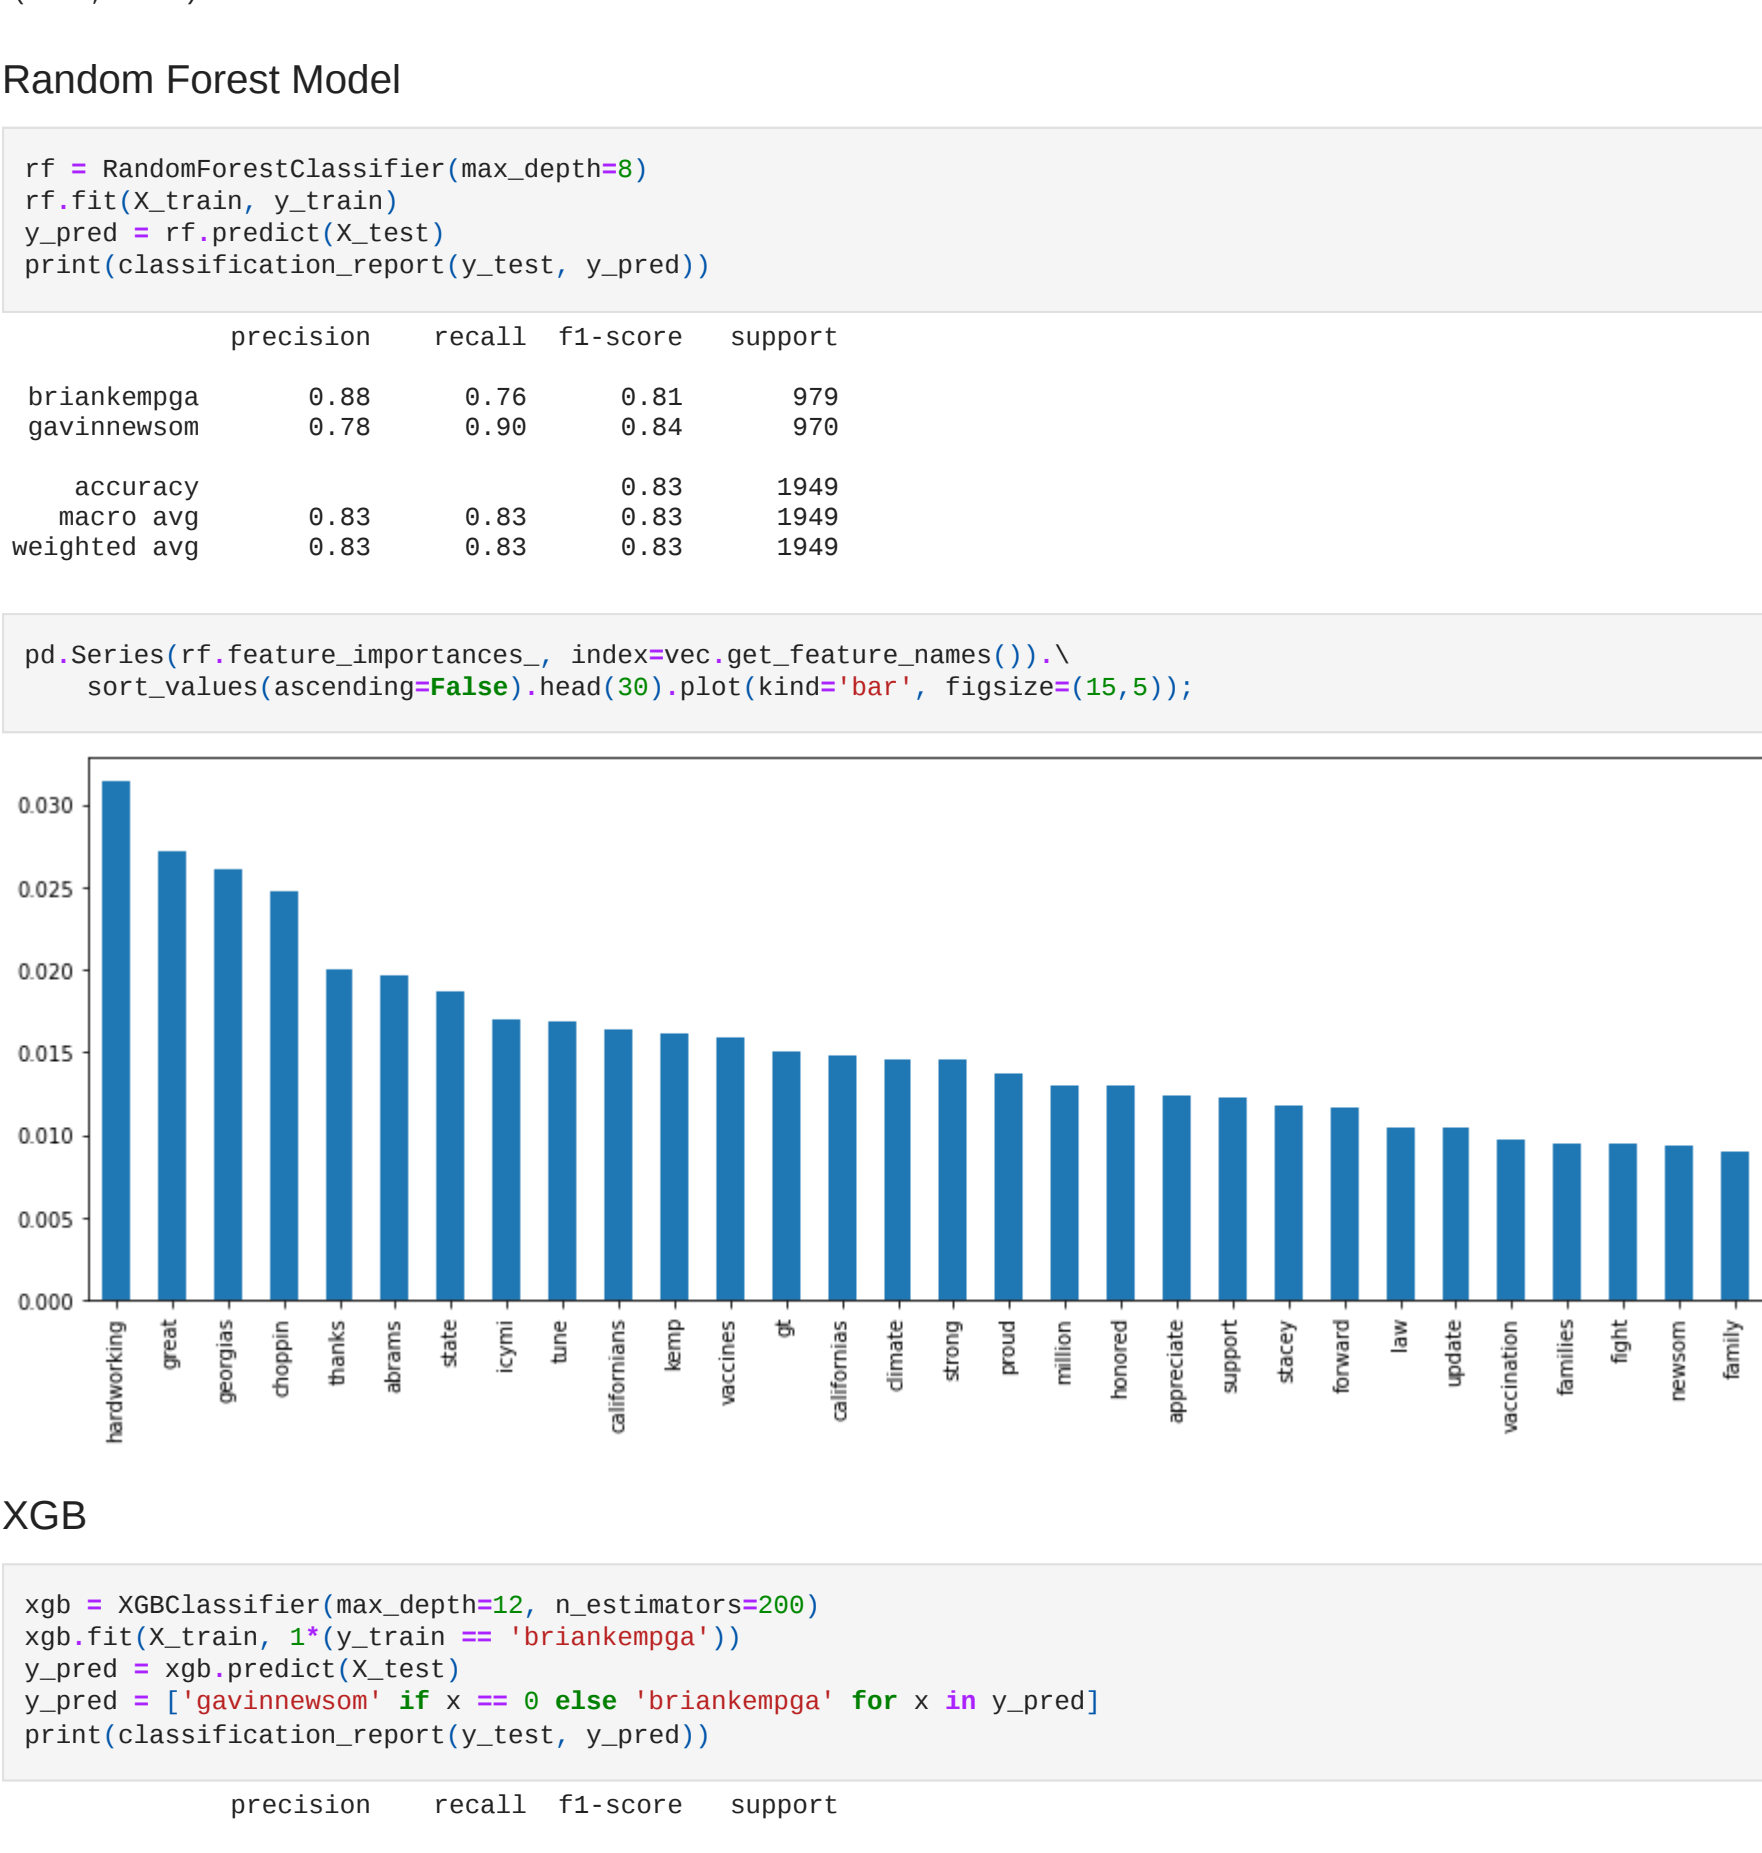 Random Forest Model
rf = RandomForestClassifier(max_depth=8)
rf.fit(X_train, y_train)
y_pred = rf.predict(X_test)
print(classification_report(y_test, y_pred))
precision    recall  f1-score   support
briankempga       0.88      0.76      0.81       979
gavinnewsom       0.78      0.90      0.84       970
accuracy                           0.83      1949
macro avg       0.83      0.83      0.83      1949
weighted avg       0.83      0.83      0.83      1949
pd.Series(rf.feature_importances_, index=vec.get_feature_names()).\
    sort_values(ascending=False).head(30).plot(kind='bar', figsize=(15,5));
0.030
0.025
0.020
0.015
0.010
0.005
0.000
hardworking
great
georgias
choppin
thanks
abrams
state
icymi
tune
californians
kemp
vaccines
gt
californias
climate
strong
proud
million
honored
appreciate
support
stacey
forward
law
update
vaccination
families
fight
newsom
family
XGB
xgb = XGBClassifier(max_depth=12, n_estimators=200)
xgb.fit(X_train, 1*(y_train == 'briankempga'))
y_pred = xgb.predict(X_test)
y_pred = ['gavinnewsom' if x == 0 else 'briankempga' for x in y_pred]
print(classification_report(y_test, y_pred))
precision    recall  f1-score   support